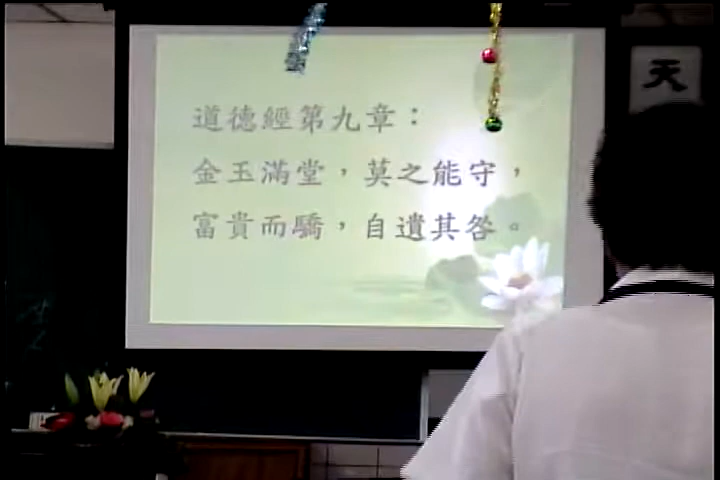 道德經第九章：
金玉滿堂，莫之能守，
富貴而驕，自遺其咎。
天